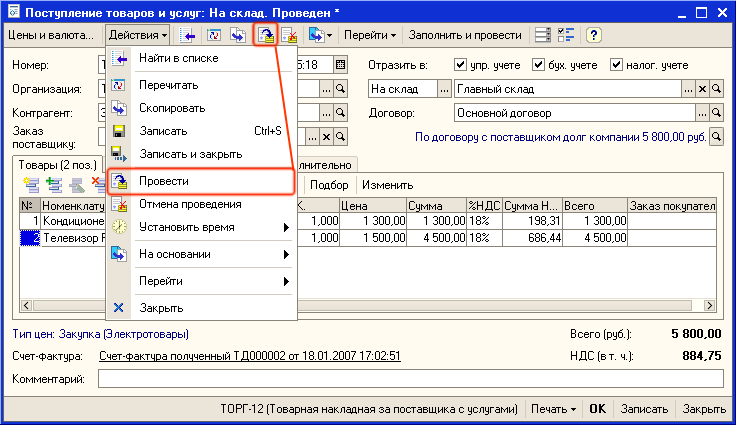 Поступление товаров и услуг: На склад. Проведен *
Цены и валюта... Действия Перейти Заполнить и провести
Номер: 5:18 Отразить в: упр. учете бух. учете налог. учете
Организация: На склад ... Главный склад ... x
Контрагент: Договор: Основной договор ...
Заказ
поставщику: ... x По договору с поставщиком долг компании 5 800,00 руб.
Найти в списке
Перечитать
Скопировать
Записать Ctrl+S
Записать и закрыть
Провести
Отмена проведения
Установить время
На основании
Перейти
Закрыть
Товары (2 поз.) лнительно
Подбор Изменить
№ Номенклату К. Цена Сумма %НДС Сумма Н... Всего Заказ покупател
1 Кондиционе 1,000 1 300,00 1 300,00 18% 198,31 1 300,00
2 Телевизор 1,000 1 500,00 4 500,00 18% 686,44 4 500,00
Тип цен: Закупка (Электротовары) Всего (руб.): 5 800,00
Счет-фактура: Счет-фактура полученный ТД000002 от 18.01.2007 17:02:51 НДС (в т. ч.): 884,75
Комментарий:
ТОРГ-12 (Товарная накладная за поставщика с услугами) Печать OK Записать Закрыть